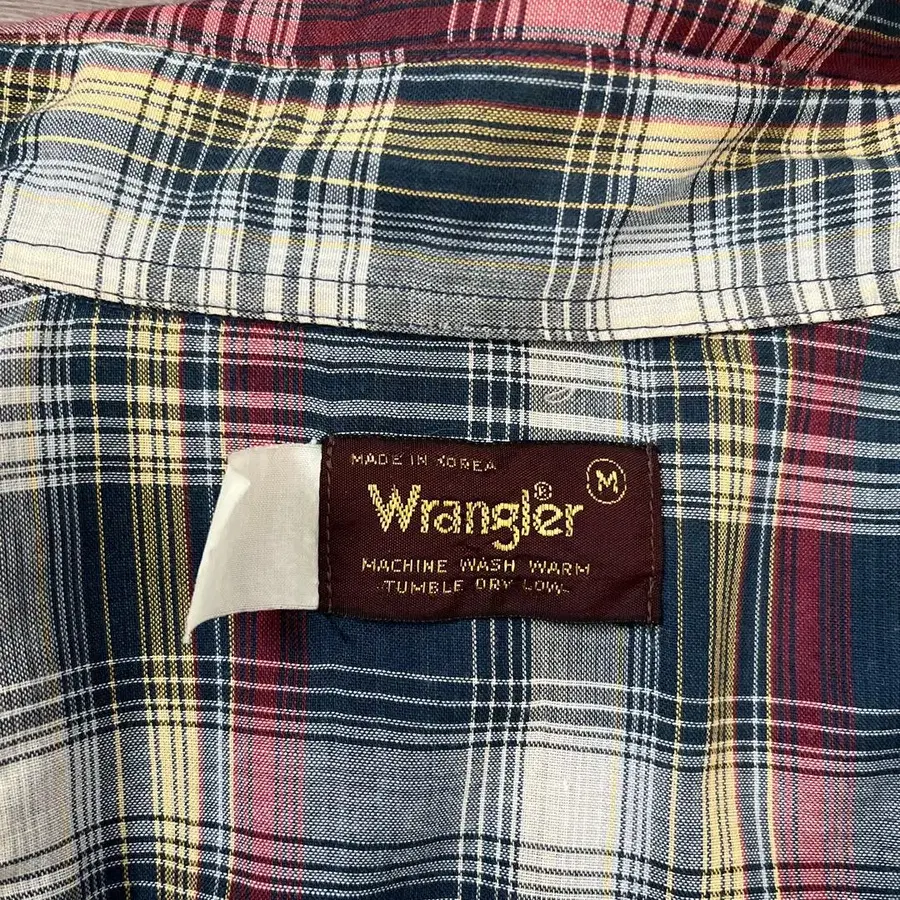 MADE IN KOREA
M
Wrangler®
MACHINE WASH WARM
TUMBLE DRY LOW